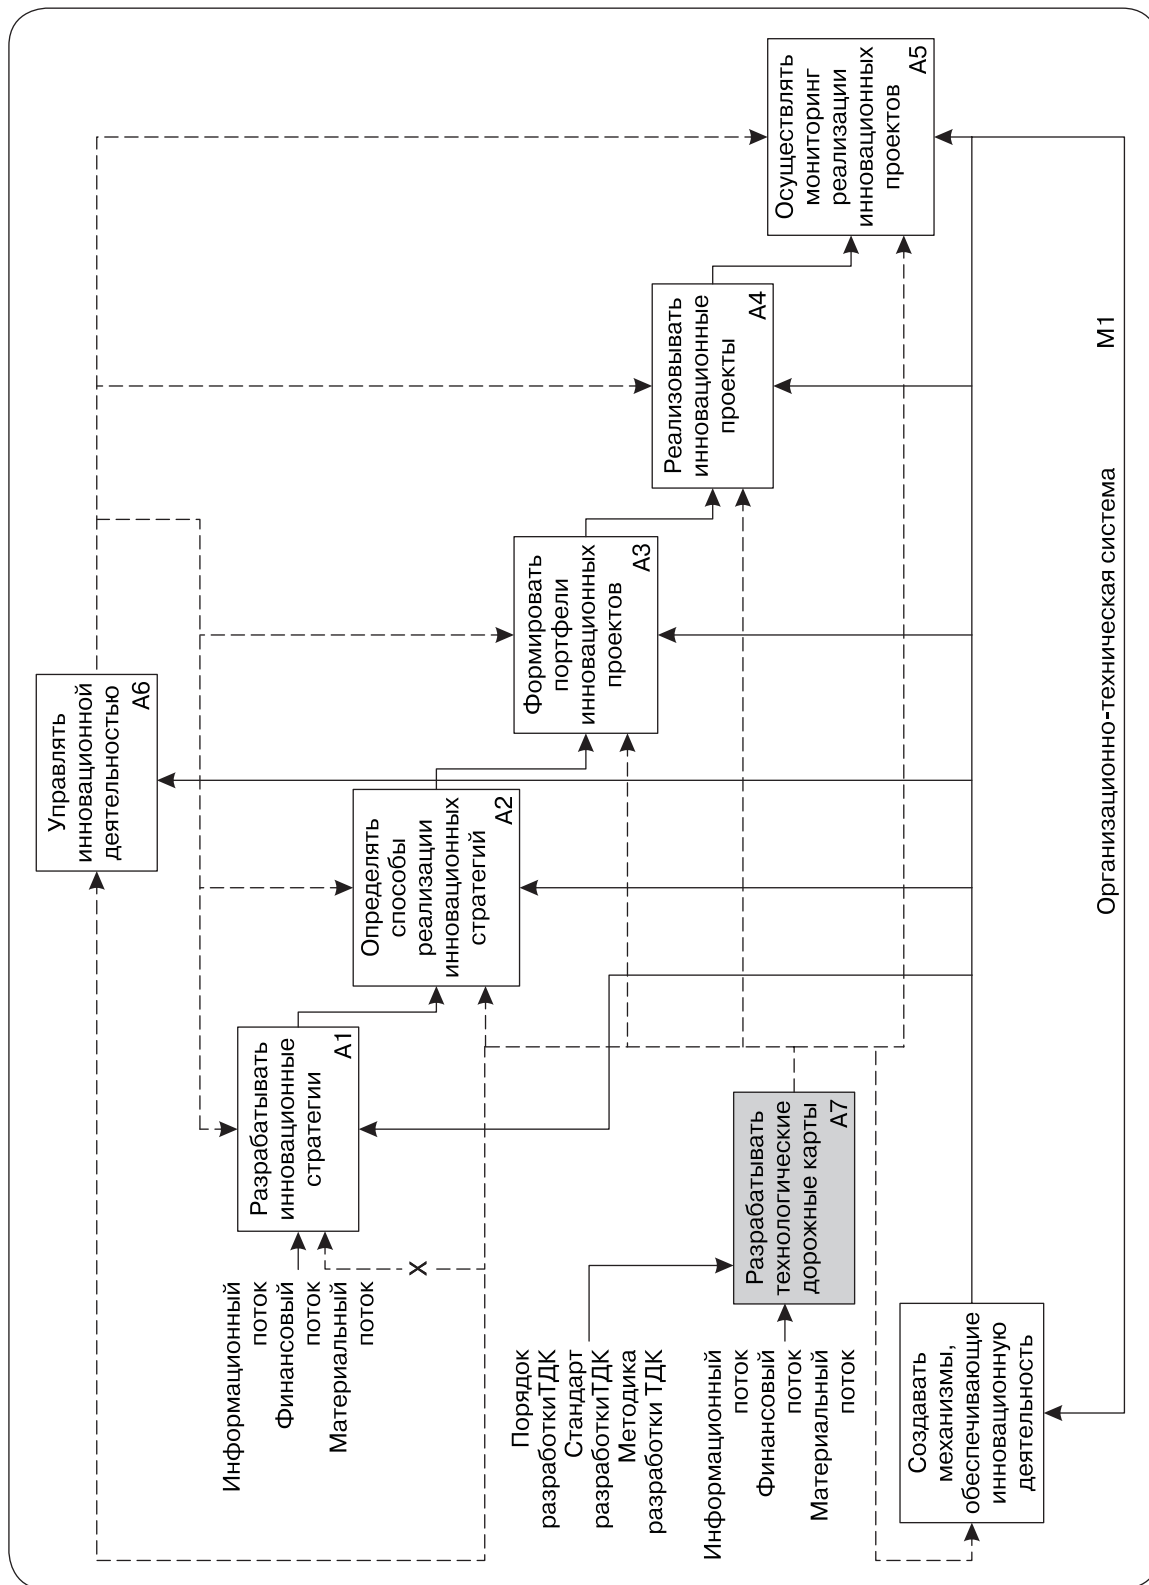 Управлять
инновационной
деятельностью
А6
Информационный
поток
Финансовый
поток
Материальный
поток
Разрабатывать
инновационные
стратегии
А1
X
Определять
способы
реализации
инновационных
стратегий
А2
Формировать
портфели
инновационных
проектов
А3
Реализовывать
инновационные
проекты
А4
Осуществлять
мониторинг
реализации
инновационных
проектов
А5
Порядок
разработкиТДК
Стандарт
разработкиТДК
Методика
разработки ТДК
Информационный
поток
Финансовый
поток
Материальный
поток
Разрабатывать
технологические
дорожные карты
А7
Создавать
механизмы,
обеспечивающие
инновационную
деятельность
Организационно-техническая система
М1